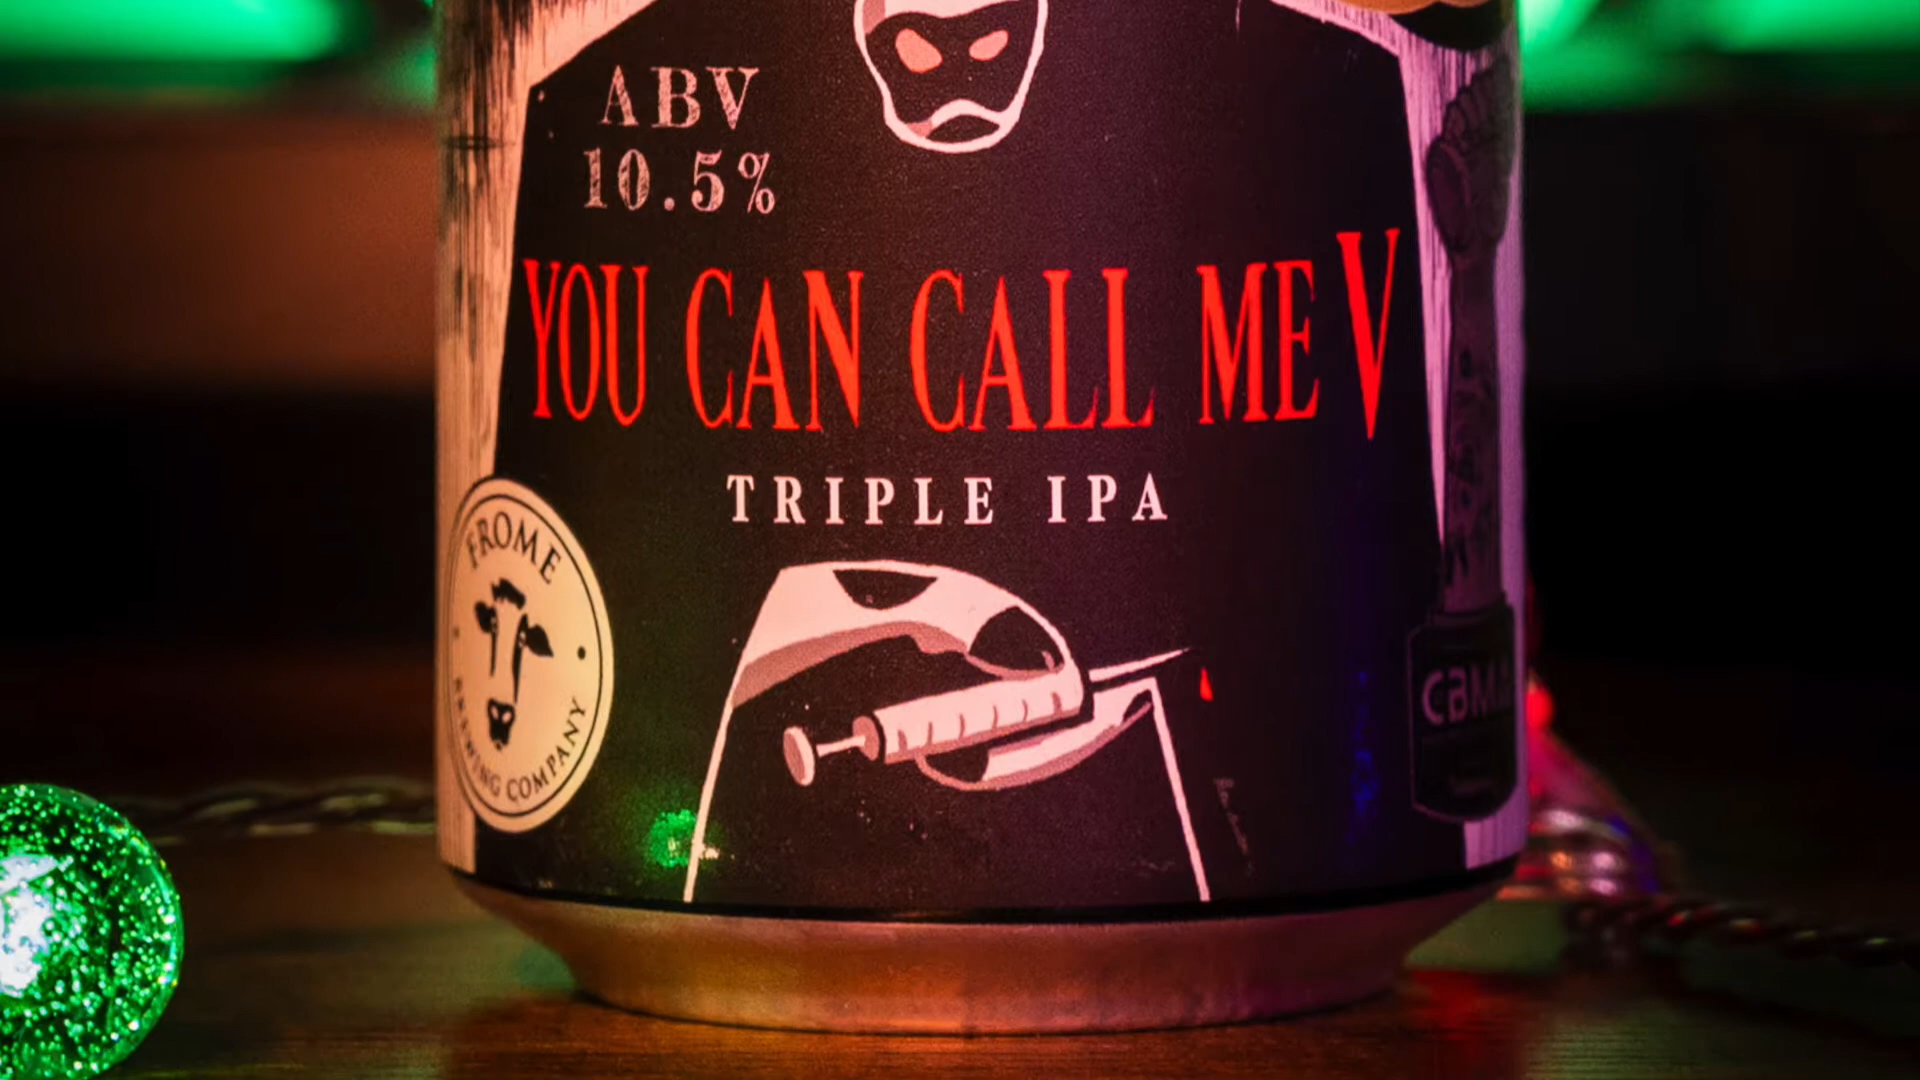 ABV
10.5%
YOU CAN CALL ME V
TRIPLE IPA
FROME
BREWING COMPANY